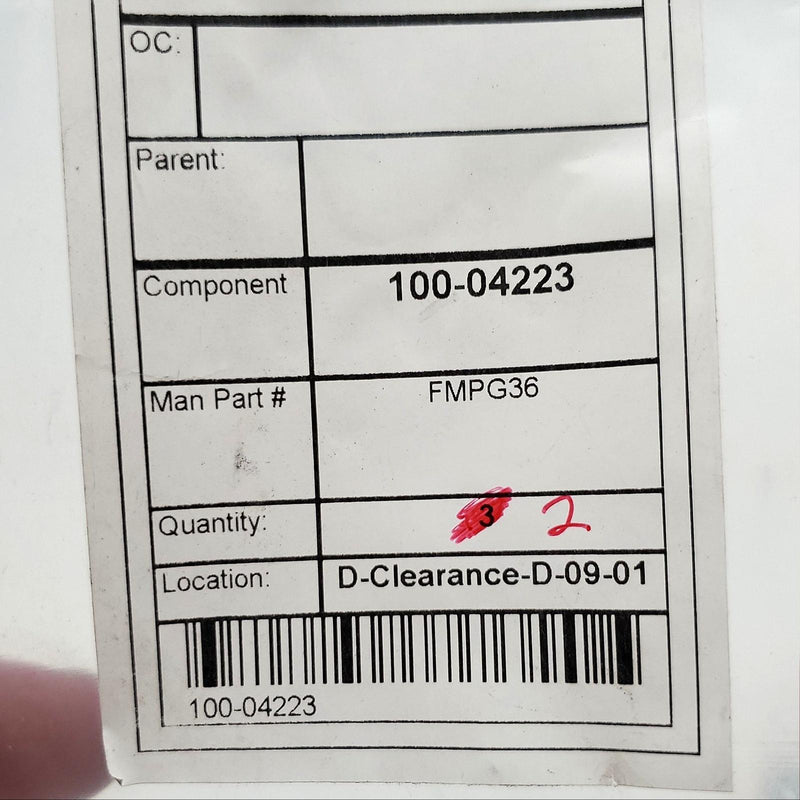 OC:
Parent:
Component 100-04223
Man Part # FMPG36
Quantity: 3 2
Location: D-Clearance-D-09-01
100-04223